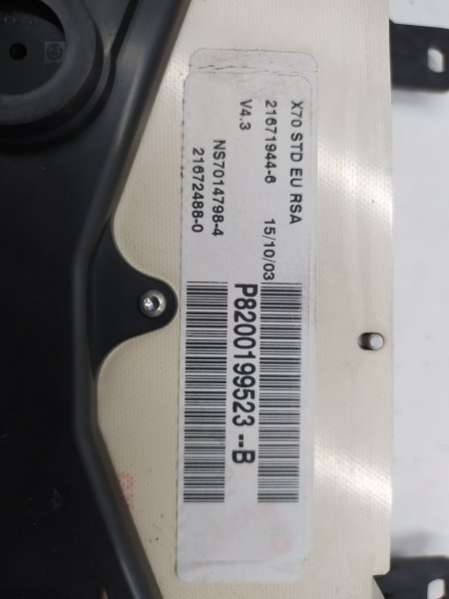 X70 STD EU RSA
21671944-6 15/10/03
V4.3
P8200199523--B
NS7014798-4
21672488-0